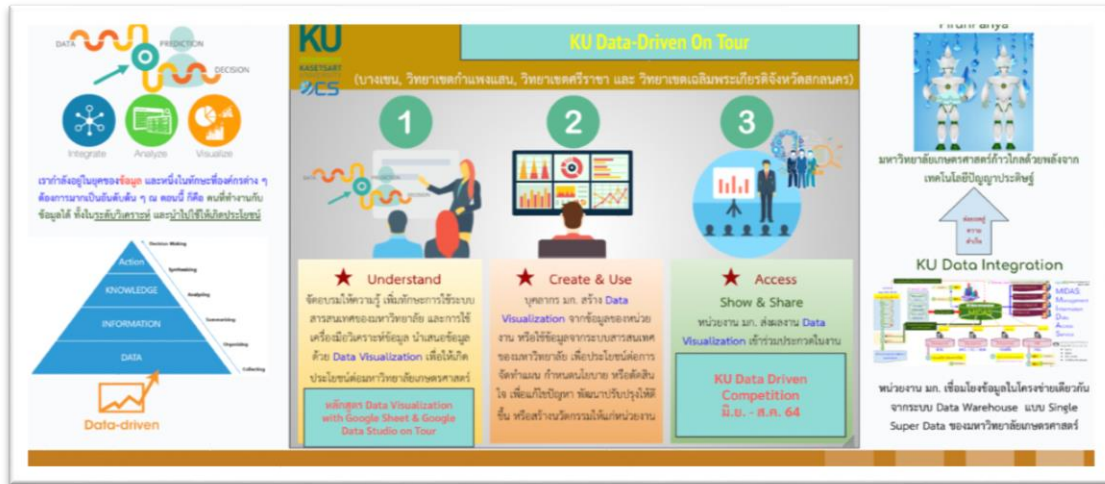 DATA
PREDICTION
DECISION
Integrate
Analyze
Visualize
เรากำลังอยู่ในยุคของข้อมูล และหนึ่งในทักษะที่องค์กรต่าง ๆ
ต้องการมากเป็นอันดับต้น ๆ ณ ตอนนี้ ก็คือ คนที่ทำงานกับ
ข้อมูลได้ ทั้งในระดับวิเคราะห์ และนำไปใช้ให้เกิดประโยชน์
Decision Making
Action
Synthesizing
KNOWLEDGE
Analyzing
INFORMATION
Summarizing
Organizing
DATA
Collecting
Data-driven
KU
KASETSART
CS
KU Data-Driven On Tour
(บางเขน, วิทยาเขตกำแพงแสน, วิทยาเขตศรีราชา และ วิทยาเขตเฉลิมพระเกียรติจังหวัดสกลนคร)
1
2
3
DATA
PREDICTION
DECISION
Understand
จัดอบรมให้ความรู้ เพิ่มทักษะการใช้ระบบ
สารสนเทศของมหาวิทยาลัย และการใช้
เครื่องมือวิเคราะห์ข้อมูล นำเสนอข้อมูล
ด้วย Data Visualization เพื่อให้เกิด
ประโยชน์ต่อมหาวิทยาลัยเกษตรศาสตร์
หลักสูตร Data Visualization
with Google Sheet & Google
Data Studio on Tour
Create & Use
บุคลากร มก. สร้าง Data
Visualization จากข้อมูลของหน่วย
งาน หรือใช้ข้อมูลจากระบบสารสนเทศ
ของมหาวิทยาลัย เพื่อประโยชน์ต่อการ
จัดทำแผน กำหนดนโยบาย หรือตัดสิน
ใจ เพื่อแก้ไขปัญหา พัฒนาปรับปรุงให้ดี
ขึ้น หรือสร้างนวัตกรรมให้แก่หน่วยงาน
Access
Show & Share
หน่วยงาน มก. ส่งผลงาน Data
Visualization เข้าร่วมประกวดในงาน
KU Data Driven
Competition
มิ.ย. - ส.ค. 64
มหาวิทยาลัยเกษตรศาสตร์ก้าวไกลด้วยพลังจาก
เทคโนโลยีปัญญาประดิษฐ์
ต่อยอดสู่
ความ
สำเร็จ
KU Data Integration
MIDAS:
Management
Information
Data
Access
Service
หน่วยงาน มก. เชื่อมโยงข้อมูลในโครงข่ายเดียวกัน
จากระบบ Data Warehouse แบบ Single
Super Data ของมหาวิทยาลัยเกษตรศาสตร์